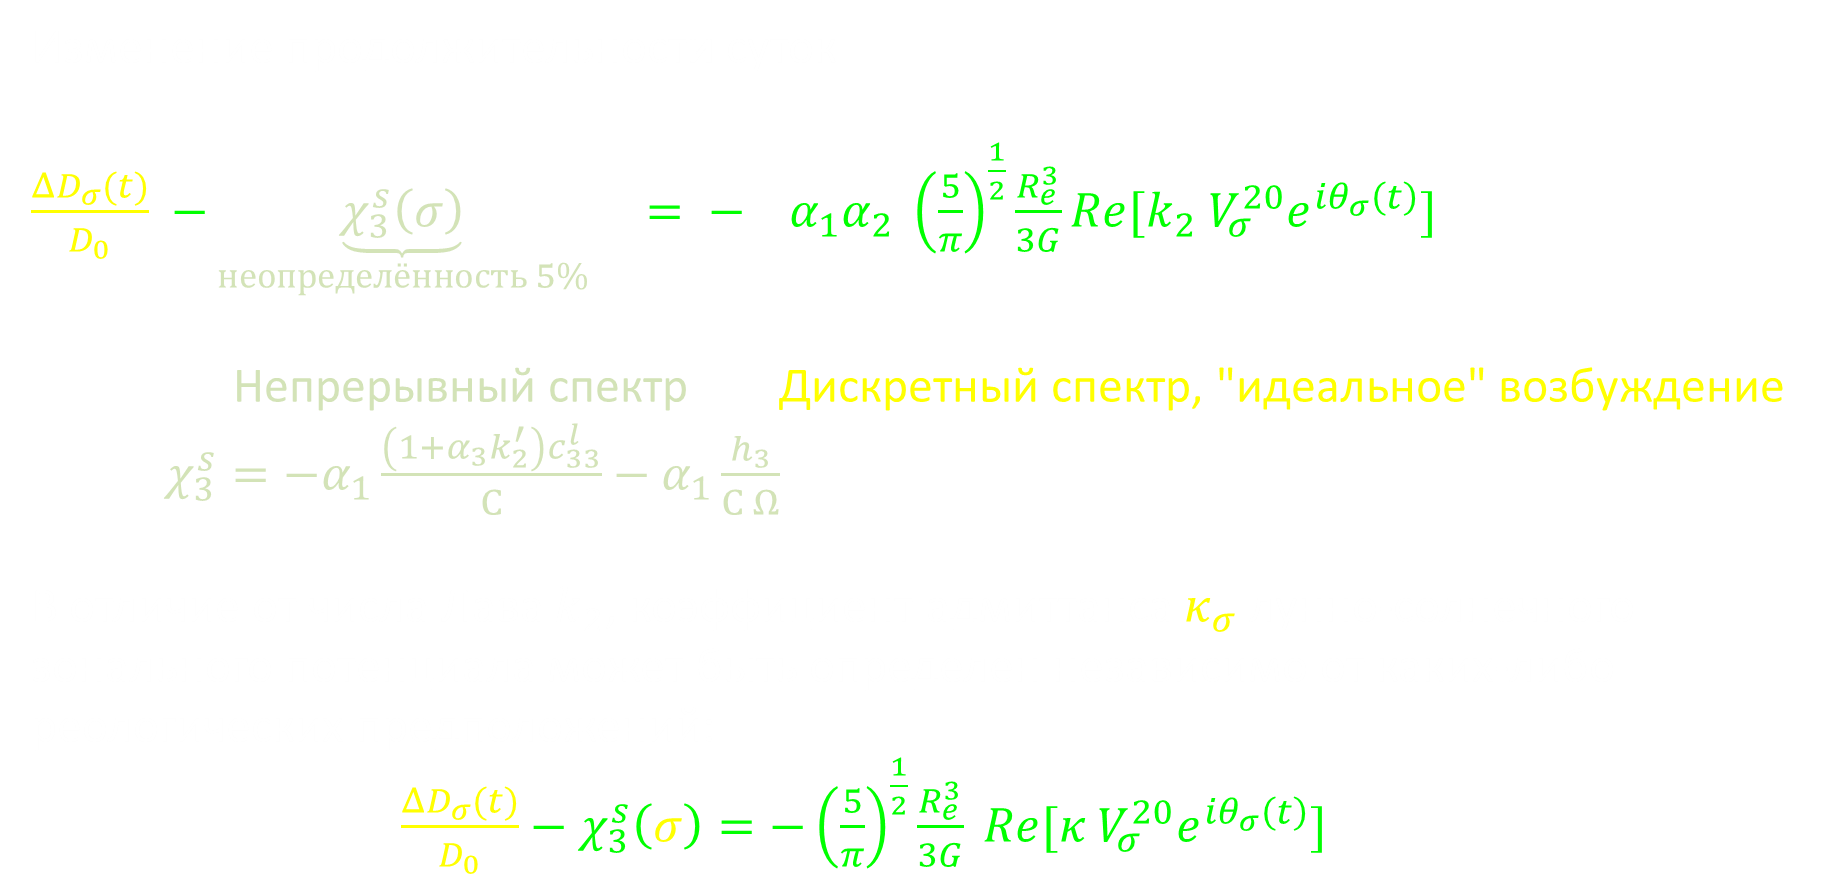 ΔD_σ(t)/D_0 − χ_3^s(σ) = − α_1α_2 (5/π)^(1/2) R_e^3/3G Re[k_2 V_σ^20 e^(iθ_σ(t))]
неопределённость 5%
Непрерывный спектр Дискретный спектр, "идеальное" возбуждение
χ_3^s = −α_1 (1+α_3k_2′)c_33^l/C − α_1 h_3/C Ω
κ_σ
ΔD_σ(t)/D_0 − χ_3^s(σ) = −(5/π)^(1/2) R_e^3/3G Re[κ V_σ^20 e^(iθ_σ(t))]